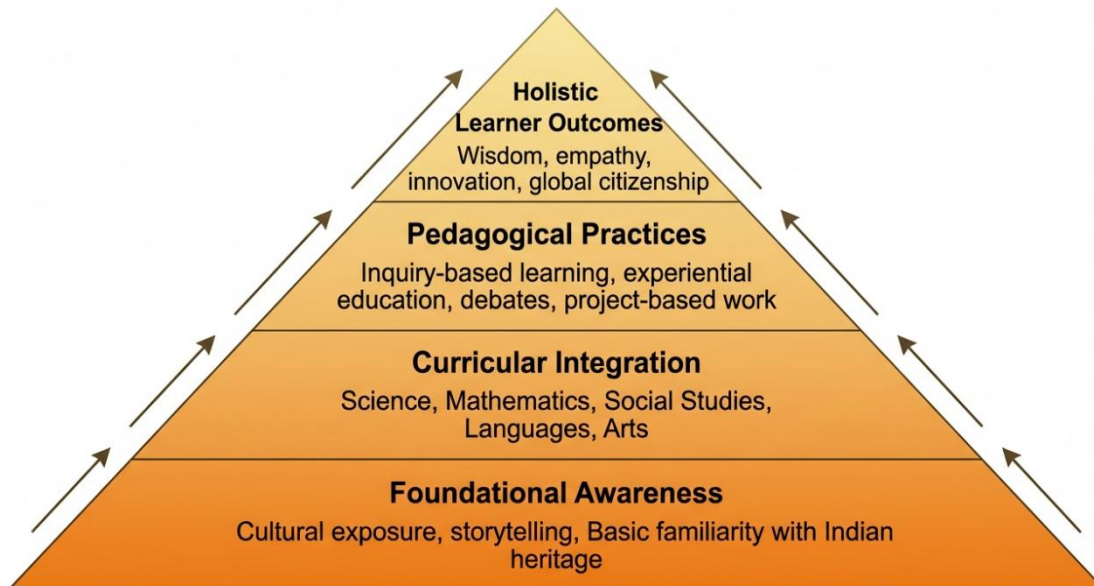 Holistic
Learner Outcomes
Wisdom, empathy,
innovation, global citizenship
Pedagogical Practices
Inquiry-based learning, experiential
education, debates, project-based work
Curricular Integration
Science, Mathematics, Social Studies,
Languages, Arts
Foundational Awareness
Cultural exposure, storytelling, Basic familiarity with Indian
heritage